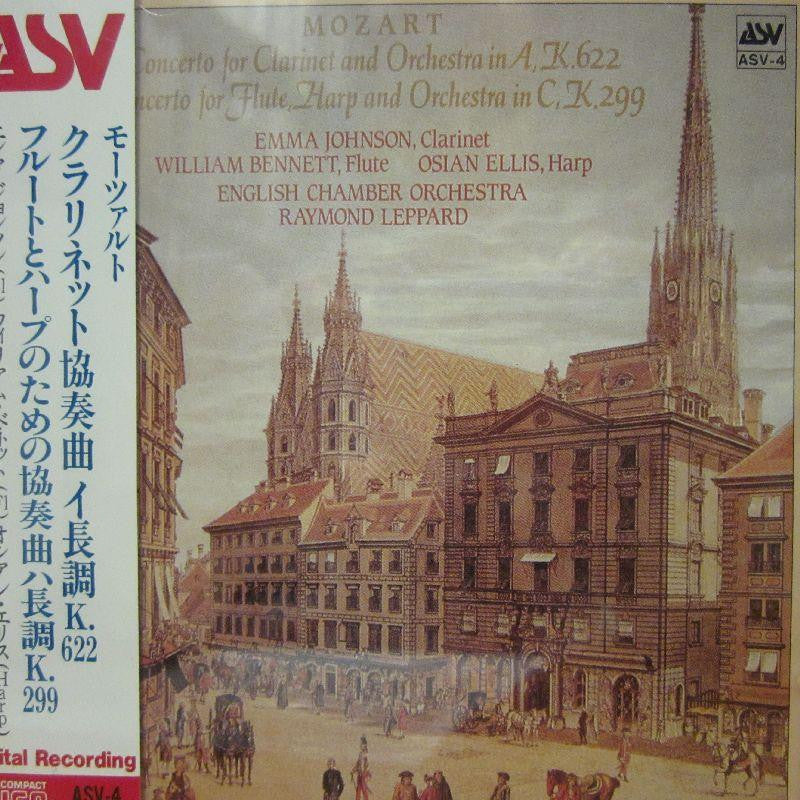 ASV
モーツァルト
クラリネット協奏曲 イ長調 K.622
フルートとハープのための協奏曲 ハ長調 K.299
ital Recording
COMPACT
ASV-4
MOZART
Concerto for Clarinet and Orchestra in A, K.622
ncerto for Flute, Harp and Orchestra in C, K.299
EMMA JOHNSON, Clarinet
WILLIAM BENNETT, Flute OSIAN ELLIS, Harp
ENGLISH CHAMBER ORCHESTRA
RAYMOND LEPPARD
ASV
ASV-4